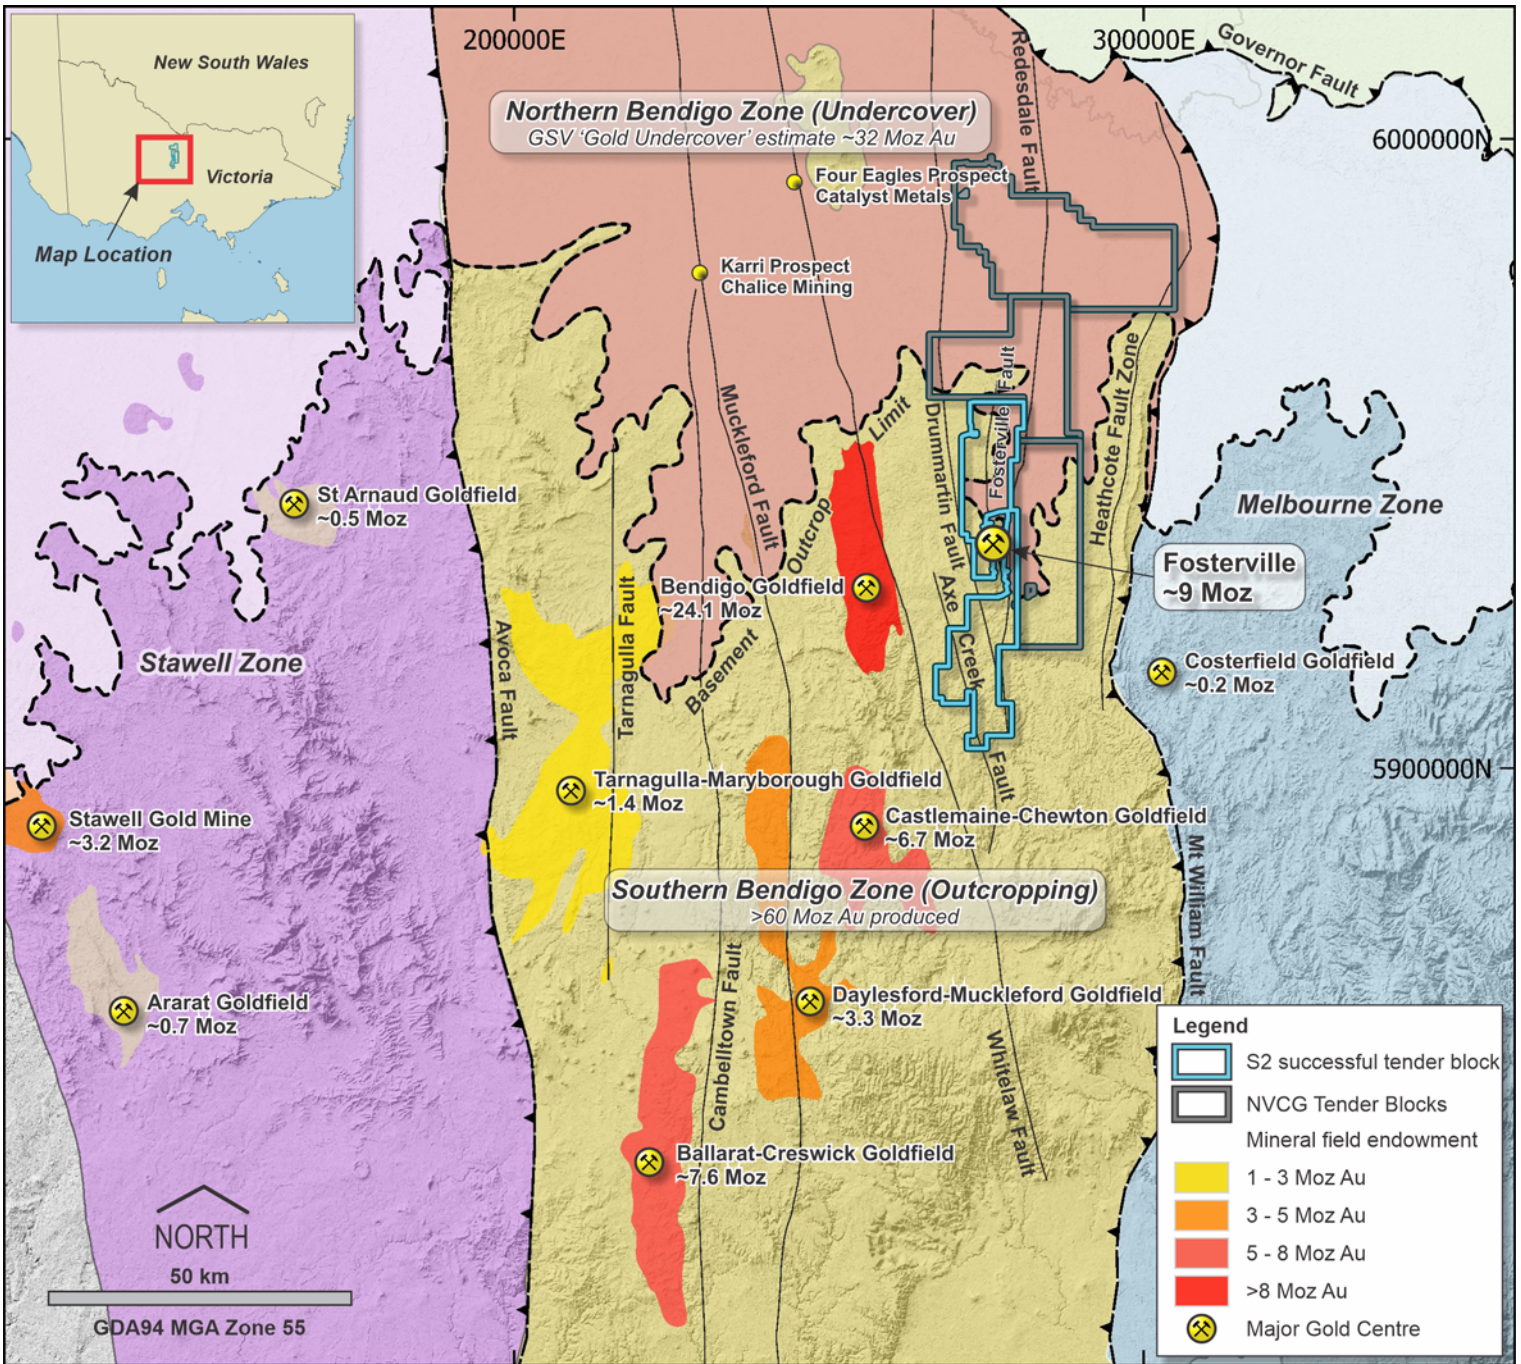 New South Wales
Victoria
Map Location
200000E
300000E
6000000N
5900000N
Governor Fault
Redesdale Fault
Northern Bendigo Zone (Undercover)
GSV 'Gold Undercover' estimate ~32 Moz Au
Four Eagles Prospect
Catalyst Metals
Karri Prospect
Chalice Mining
Muckleford Fault
Basement Outcrop Limit
Drummartin Fault
Fosterville Fault
Heathcote Fault Zone
Melbourne Zone
St Arnaud Goldfield
~0.5 Moz
Bendigo Goldfield
~24.1 Moz
Fosterville
~9 Moz
Axe Creek Fault
Costerfield Goldfield
~0.2 Moz
Stawell Zone
Avoca Fault
Tarnagulla Fault
Tarnagulla-Maryborough Goldfield
~1.4 Moz
Castlemaine-Chewton Goldfield
~6.7 Moz
Stawell Gold Mine
~3.2 Moz
Southern Bendigo Zone (Outcropping)
>60 Moz Au produced
Mt William Fault
Ararat Goldfield
~0.7 Moz
Cambelltown Fault
Daylesford-Muckleford Goldfield
~3.3 Moz
Whitelaw Fault
Ballarat-Creswick Goldfield
~7.6 Moz
NORTH
50 km
GDA94 MGA Zone 55
Legend
S2 successful tender block
NVCG Tender Blocks
Mineral field endowment
1 - 3 Moz Au
3 - 5 Moz Au
5 - 8 Moz Au
>8 Moz Au
Major Gold Centre